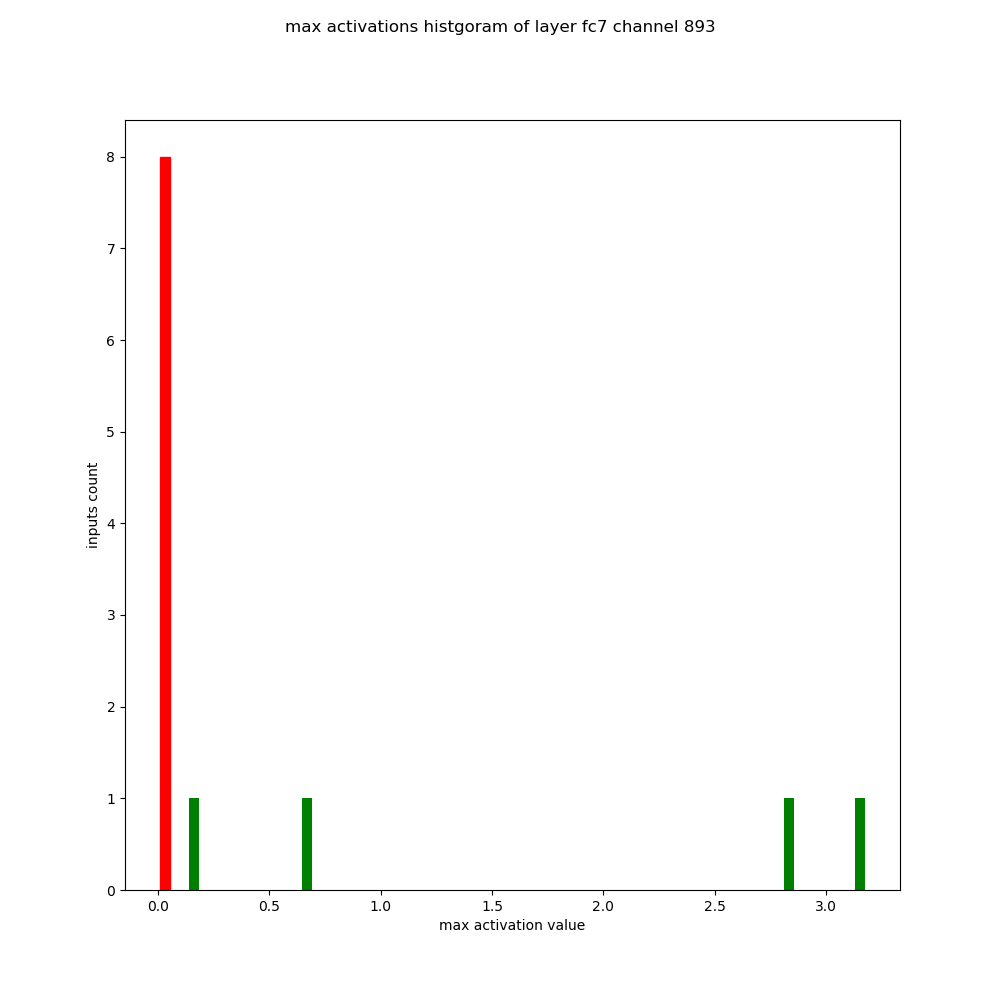 max activations histgoram of layer fc7 channel 893
8
7
6
5
4
3
2
1
0
inputs count
0.0 0.5 1.0 1.5 2.0 2.5 3.0
max activation value